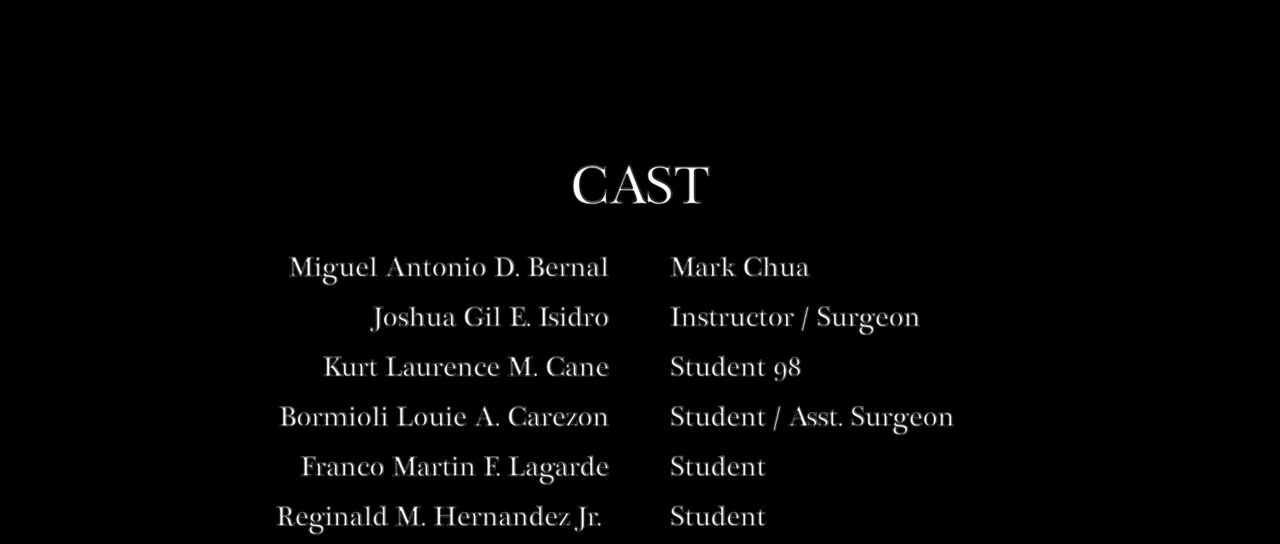 CAST
Miguel Antonio D. Bernal Mark Chua
Joshua Gil E. Isidro Instructor / Surgeon
Kurt Laurence M. Cane Student 98
Bormioli Louie A. Carezon Student / Asst. Surgeon
Franco Martin F. Lagarde Student
Reginald M. Hernandez Jr. Student